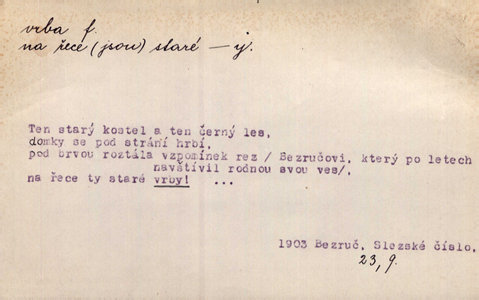 vrba f.
na řece (jsou) staré — y.
Ten starý kostel a ten černý les,
domky se pod strání hrbí,
pod brvou roztála vzpomínek rez / Bezručovi, který po letech
navštívil rodnou svou ves/,
na řece ty staré vrby! ...
1903 Bezruč, Slezské číslo,
23, 9.